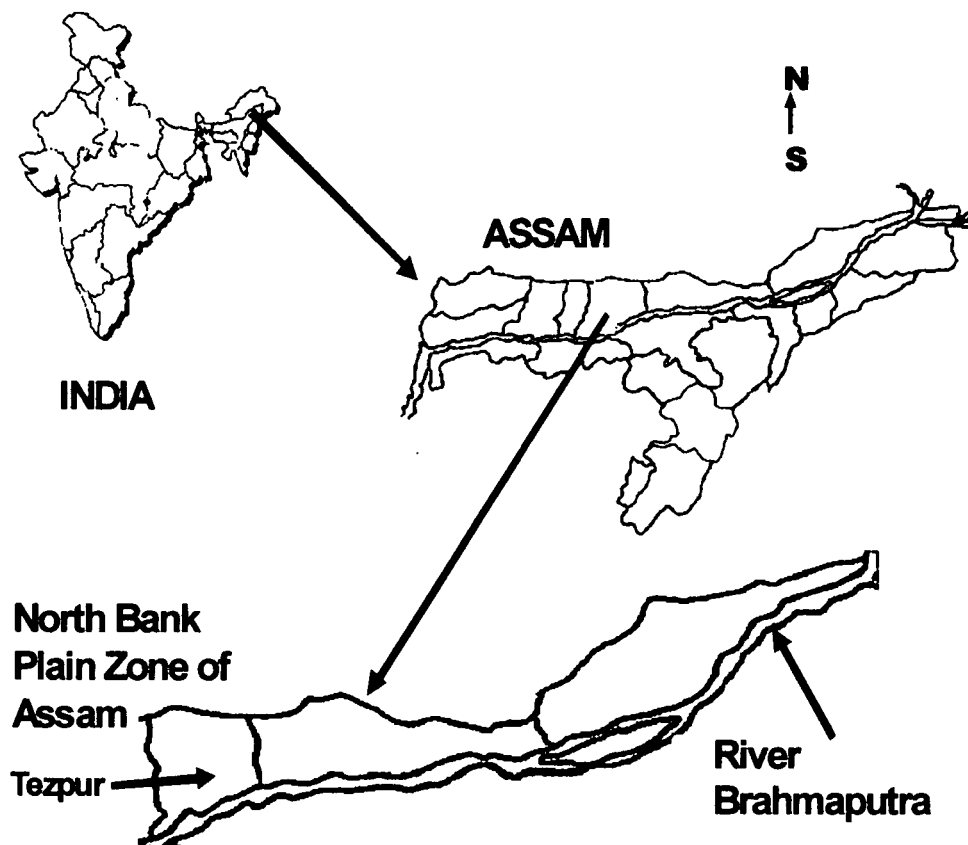 N
S
ASSAM
INDIA
North Bank
Plain Zone of
Assam
Tezpur
River
Brahmaputra